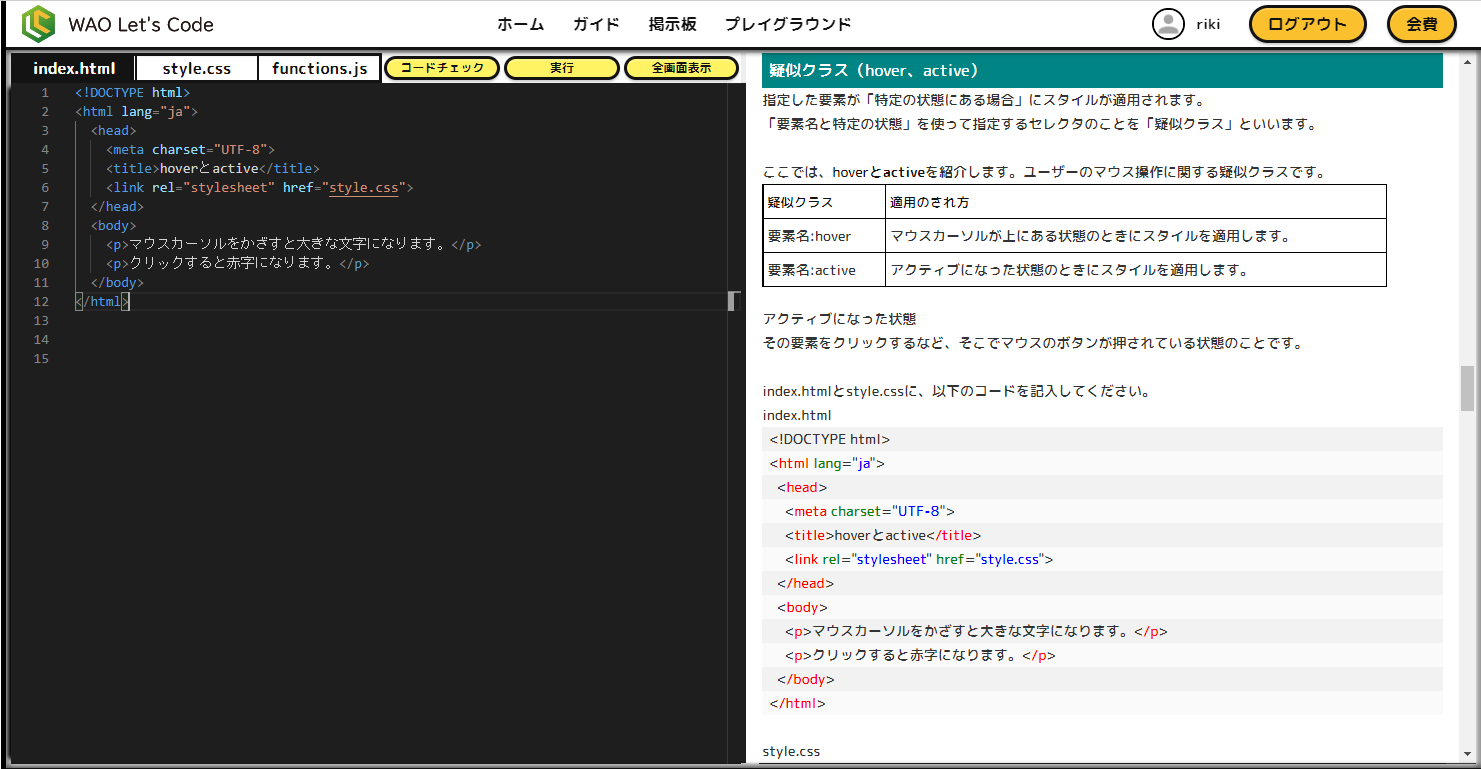 WAO Let's Code ホーム ガイド 掲示板 プレイグラウンド riki ログアウト 会費
index.html style.css functions.js コードチェック 実行 全画面表示
1 <!DOCTYPE html>
2 <html lang="ja">
3 <head>
4 <meta charset="UTF-8">
5 <title>hoverとactive</title>
6 <link rel="stylesheet" href="style.css">
7 </head>
8 <body>
9 <p>マウスカーソルをかざすと大きな文字になります。</p>
10 <p>クリックすると赤字になります。</p>
11 </body>
12 </html>
13
14
15
疑似クラス（hover、active）
指定した要素が「特定の状態にある場合」にスタイルが適用されます。
「要素名と特定の状態」を使って指定するセレクタのことを「疑似クラス」といいます。
ここでは、hoverとactiveを紹介します。ユーザーのマウス操作に関する疑似クラスです。
疑似クラス 適用のされ方
要素名:hover マウスカーソルが上にある状態のときにスタイルを適用します。
要素名:active アクティブになった状態のときにスタイルを適用します。
アクティブになった状態
その要素をクリックするなど、そこでマウスのボタンが押されている状態のことです。
index.htmlとstyle.cssに、以下のコードを記入してください。
index.html
<!DOCTYPE html>
<html lang="ja">
<head>
<meta charset="UTF-8">
<title>hoverとactive</title>
<link rel="stylesheet" href="style.css">
</head>
<body>
<p>マウスカーソルをかざすと大きな文字になります。</p>
<p>クリックすると赤字になります。</p>
</body>
</html>
style.css